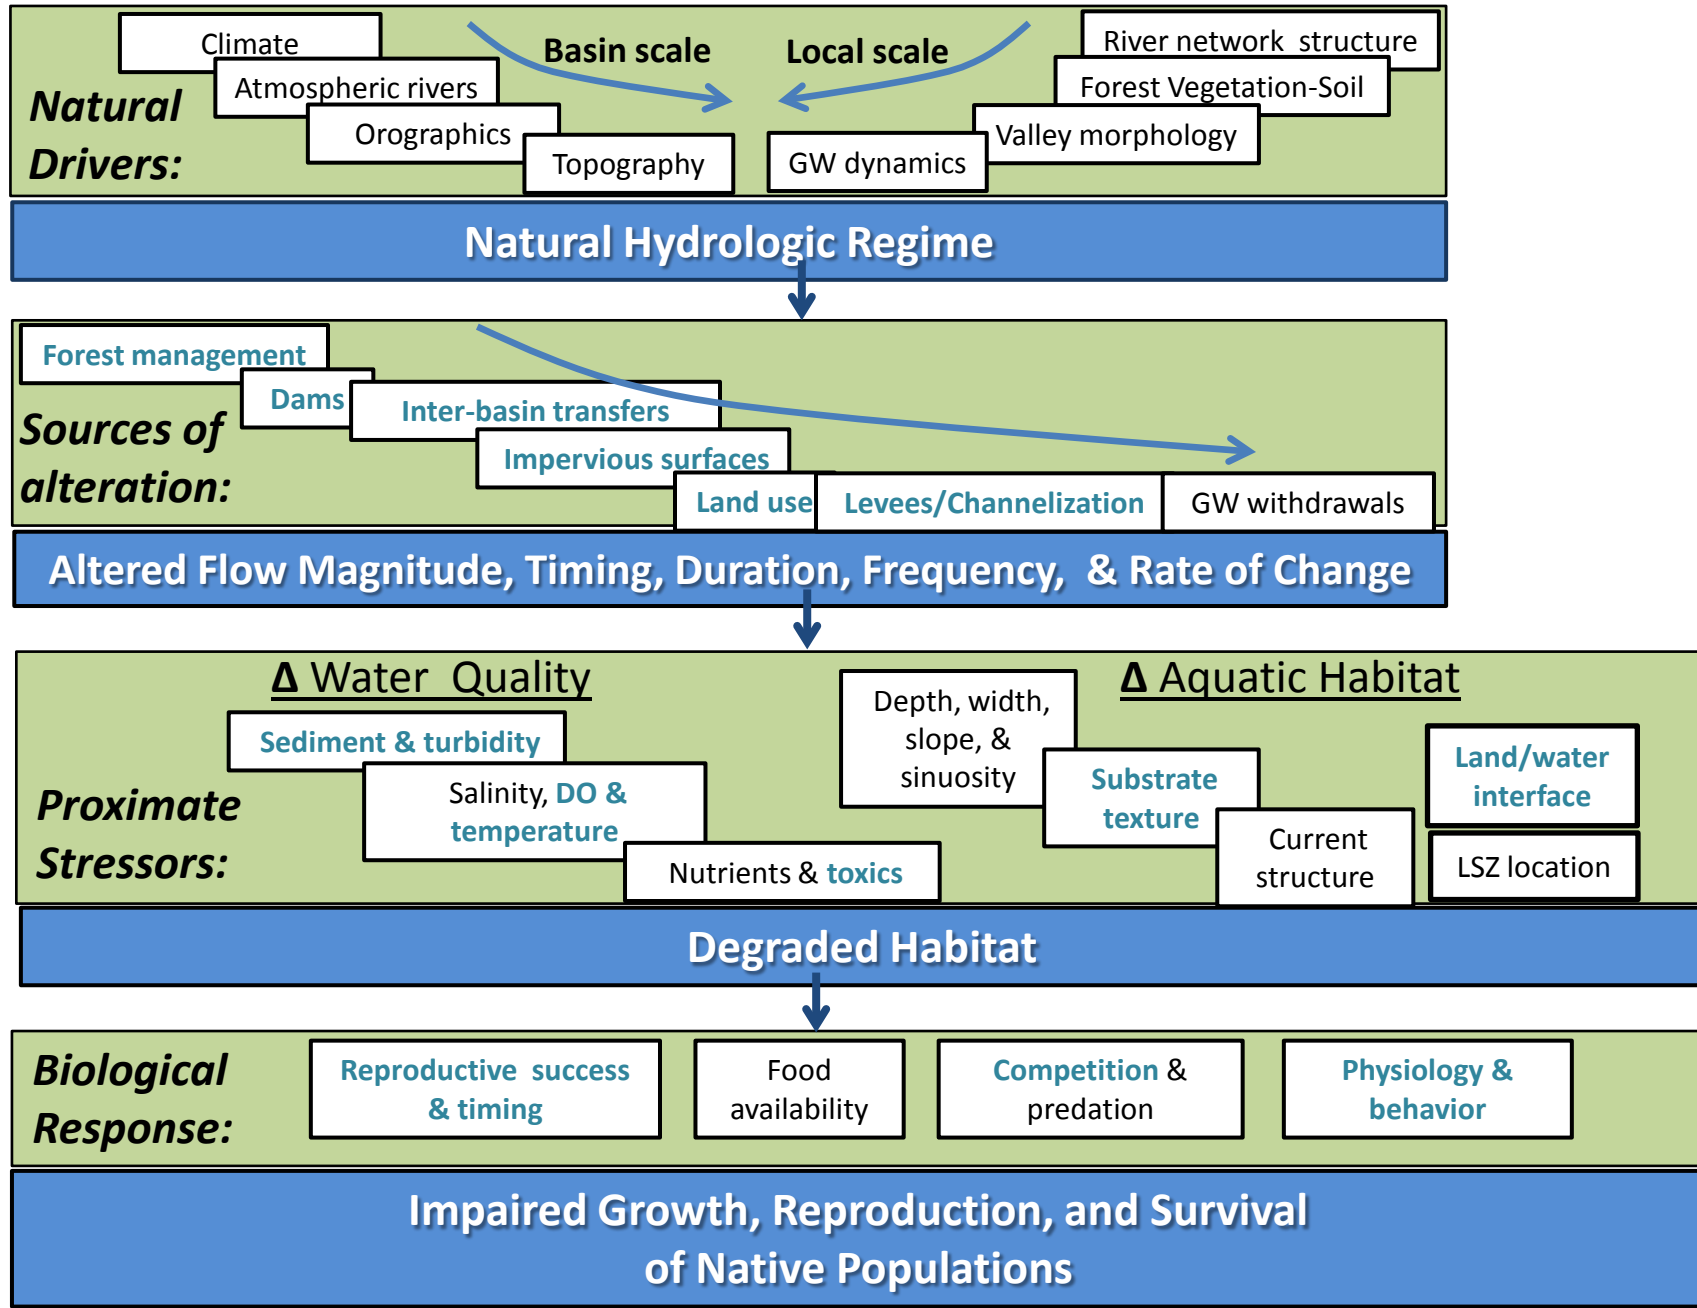 Natural
Drivers:
Climate
Atmospheric rivers
Orographics
Topography
Basin scale
Local scale
River network structure
Forest Vegetation-Soil
Valley morphology
GW dynamics
Natural Hydrologic Regime
Sources of
alteration:
Forest management
Dams
Inter-basin transfers
Impervious surfaces
Land use
Levees/Channelization
GW withdrawals
Altered Flow Magnitude, Timing, Duration, Frequency, & Rate of Change
Proximate
Stressors:
Δ Water Quality
Sediment & turbidity
Salinity, DO &
temperature
Nutrients & toxics
Δ Aquatic Habitat
Depth, width,
slope, &
sinuosity
Substrate
texture
Current
structure
Land/water
interface
LSZ location
Degraded Habitat
Biological
Response:
Reproductive success
& timing
Food
availability
Competition &
predation
Physiology &
behavior
Impaired Growth, Reproduction, and Survival
of Native Populations